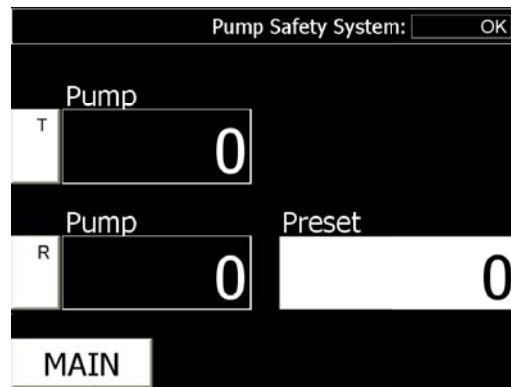 Pump Safety System: OK
Pump
T 0
Pump Preset
R 0 0
MAIN